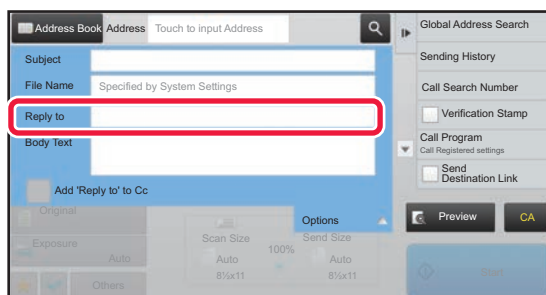 Address Book Address Touch to input Address
Subject
File Name Specified by System Settings
Reply to
Body Text
Add 'Reply to' to Cc
Options
Original
Exposure
Auto
Others
Scan Size
100%
Send Size
Auto
Auto
8½x11
8½x11
Global Address Search
Sending History
Call Search Number
Verification Stamp
Call Program
Call Registered settings
Send
Destination Link
Preview
CA
Start